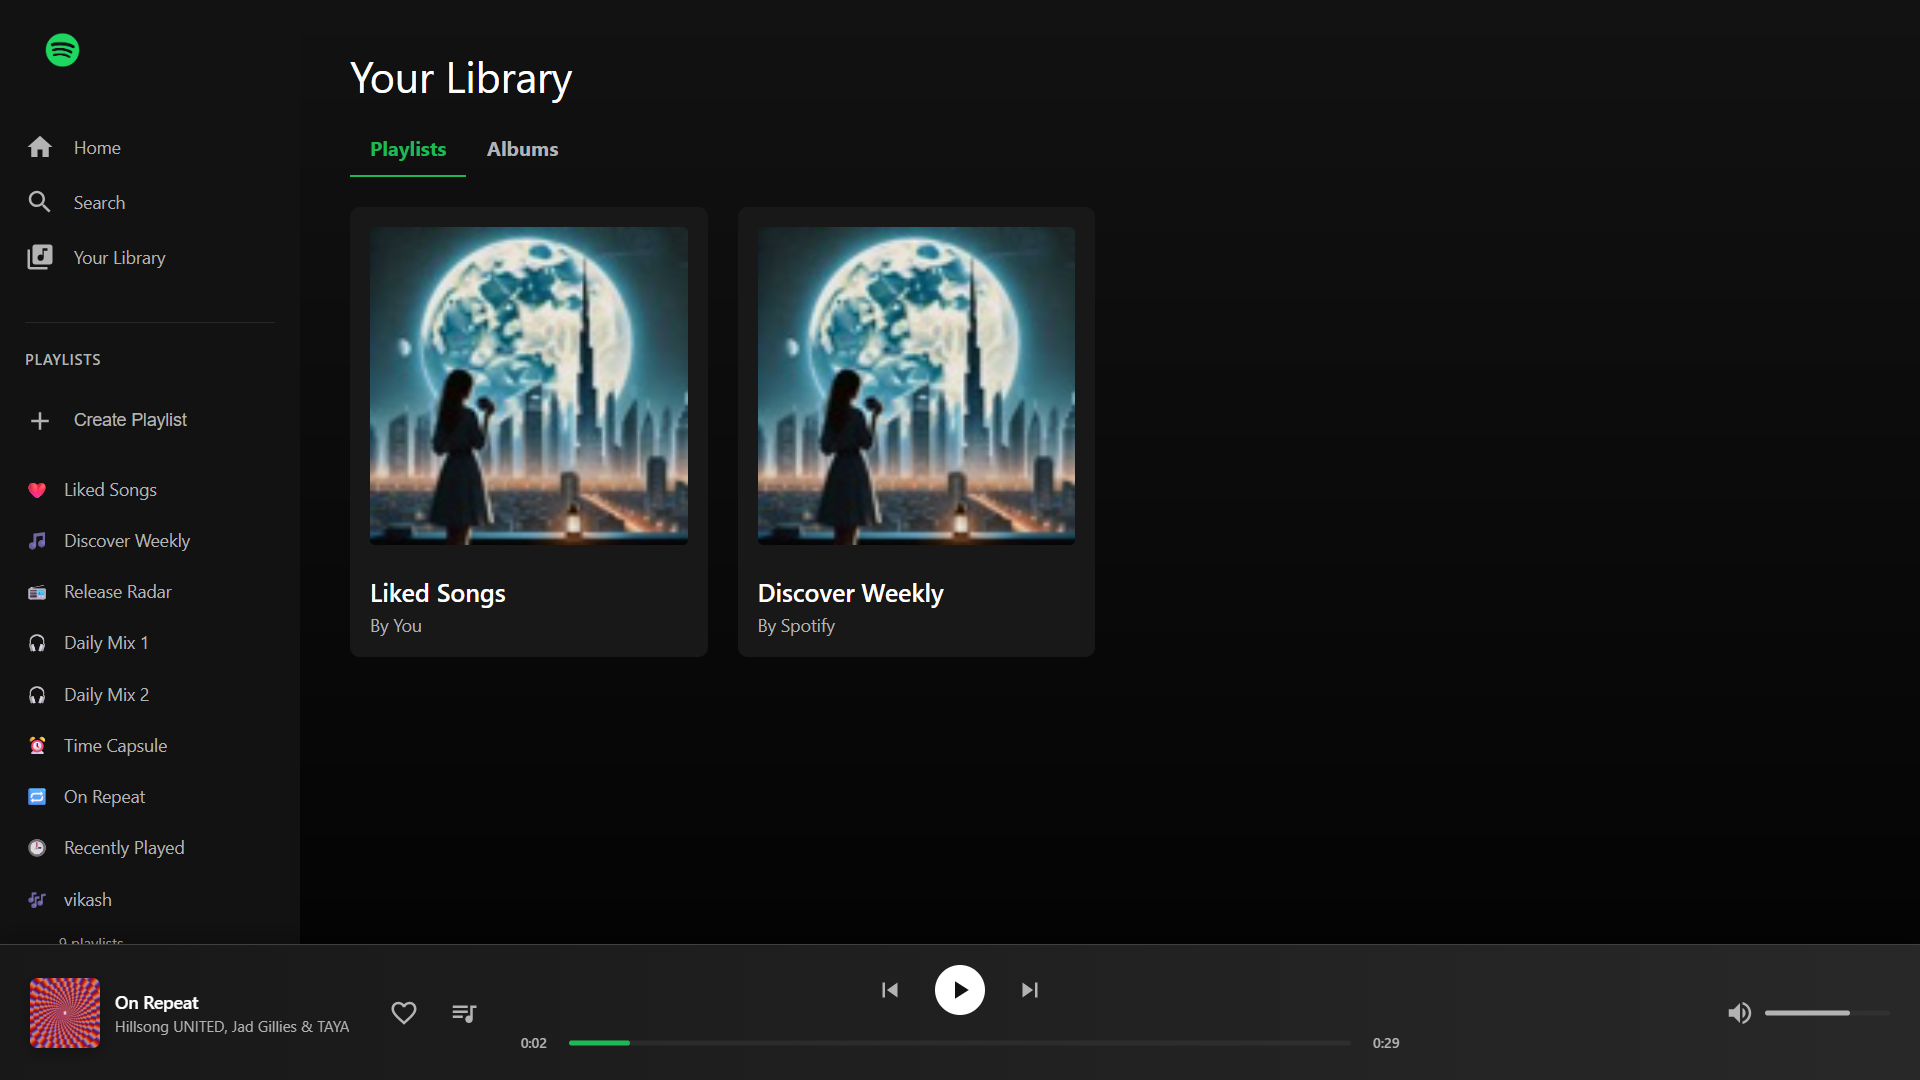 Home
Search
Your Library
PLAYLISTS
Create Playlist
Liked Songs
Discover Weekly
Release Radar
Daily Mix 1
Daily Mix 2
Time Capsule
On Repeat
Recently Played
vikash
9 playlists
Your Library
Playlists Albums
Liked Songs
By You
Discover Weekly
By Spotify
On Repeat
Hillsong UNITED, Jad Gillies & TAYA
0:02
0:29